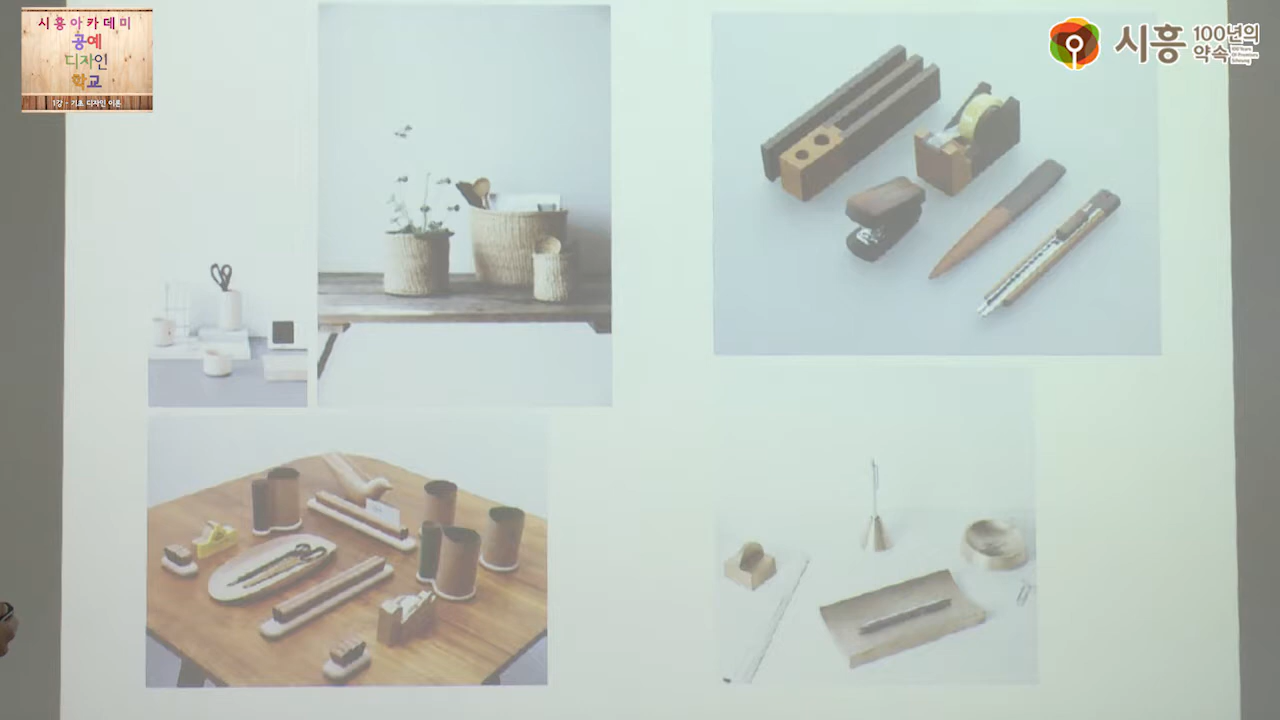 시흥아카데미
공예
디자인
학교
1강 - 기초 디자인 이론
시흥 100년의
약속